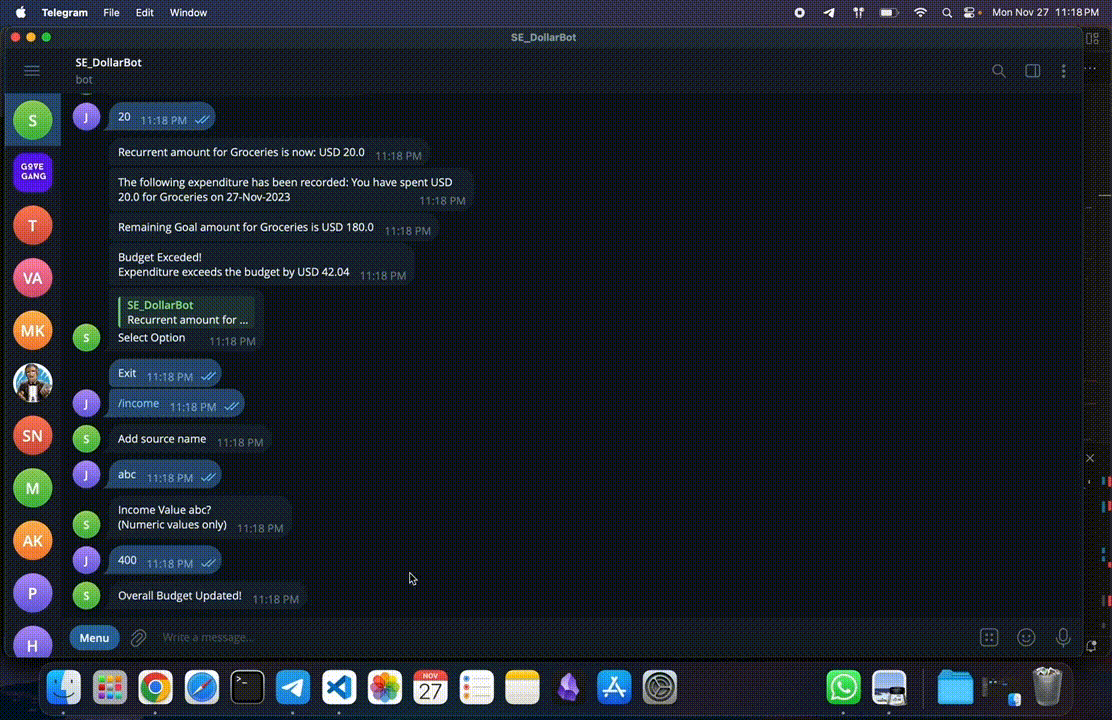 Telegram File Edit Window
Mon Nov 27 11:18 PM
SE_DollarBot
SE_DollarBot
bot
S
GOVE
GANG
T
VA
MK
SN
M
AK
P
H
J
20 11:18 PM
Recurrent amount for Groceries is now: USD 20.0 11:18 PM
The following expenditure has been recorded: You have spent USD
20.0 for Groceries on 27-Nov-2023 11:18 PM
Remaining Goal amount for Groceries is USD 180.0 11:18 PM
Budget Exceded!
Expenditure exceeds the budget by USD 42.04 11:18 PM
SE_DollarBot
Recurrent amount for ...
S
Select Option 11:18 PM
Exit 11:18 PM
J
/income 11:18 PM
S
Add source name 11:18 PM
J
abc 11:18 PM
Income Value abc?
S
(Numeric values only) 11:18 PM
J
400 11:18 PM
S
Overall Budget Updated! 11:18 PM
Menu
Write a message...
NOV
27